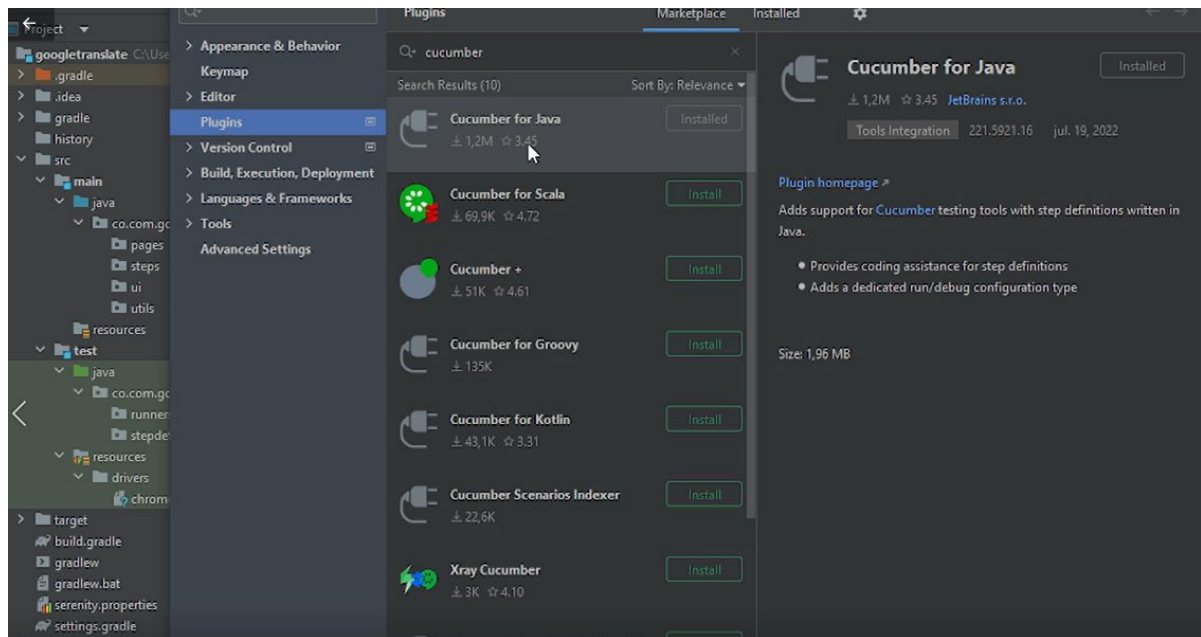 Project
googletranslate C:\Use
.gradle
.idea
gradle
history
src
main
java
co.com.gc
pages
steps
ui
utils
resources
test
java
co.com.gc
runner
stepde
resources
drivers
chrom
target
build.gradle
gradlew
gradlew.bat
serenity.properties
settings.gradle
Appearance & Behavior
Keymap
Editor
Plugins
Version Control
Build, Execution, Deployment
Languages & Frameworks
Tools
Advanced Settings
Plugins
Marketplace
Installed
cucumber
Search Results (10)
Sort By: Relevance
Cucumber for Java
1,2M 3.45
Installed
Cucumber for Scala
69,9K 4.72
Install
Cucumber +
51K 4.61
Install
Cucumber for Groovy
135K
Install
Cucumber for Kotlin
43,1K 3.31
Install
Cucumber Scenarios Indexer
22,6K
Install
Xray Cucumber
3K 4.10
Install
Cucumber for Java
Installed
1,2M 3.45 JetBrains s.r.o.
Tools Integration 221.5921.16 jul. 19, 2022
Plugin homepage
Adds support for Cucumber testing tools with step definitions written in
Java.
Provides coding assistance for step definitions
Adds a dedicated run/debug configuration type
Size: 1,96 MB